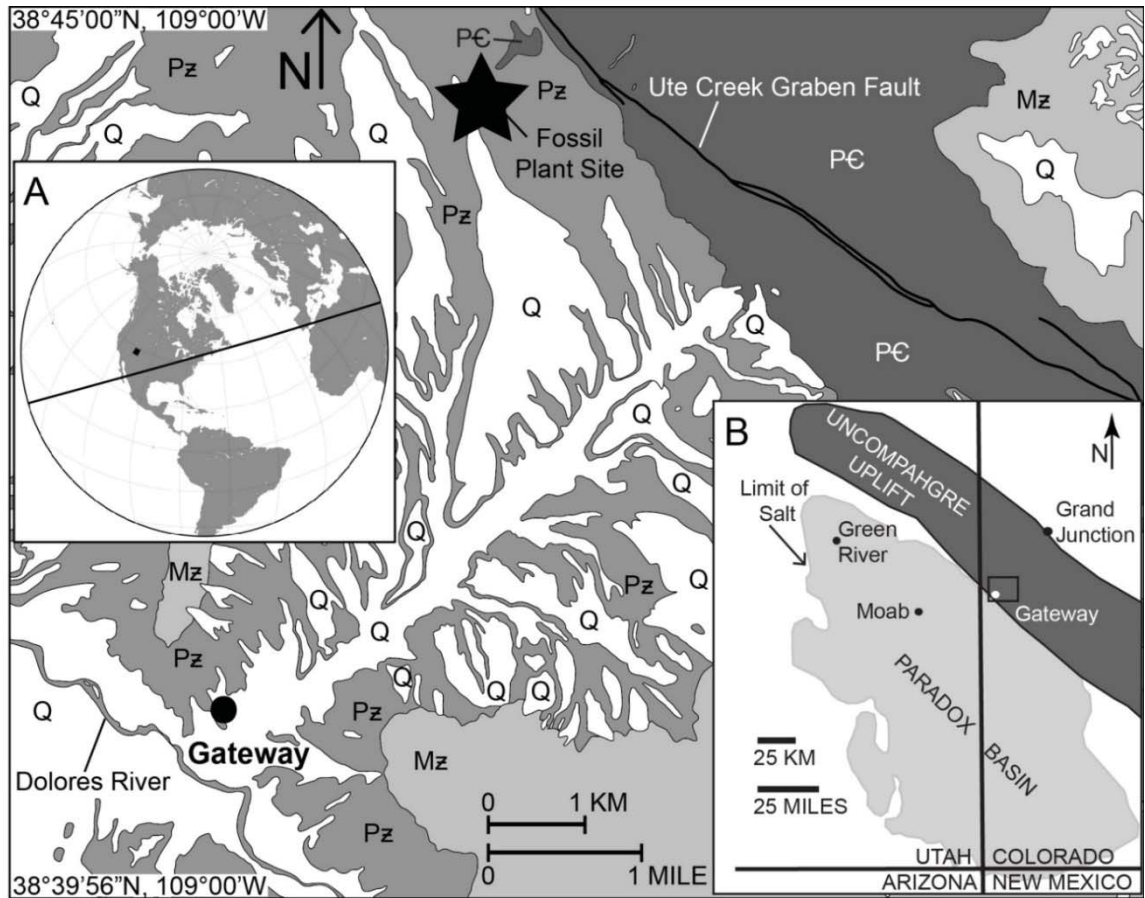 38°45'00"N, 109°00'W
N
PꞒ
Pz
Q
Pz
Fossil
Plant Site
Ute Creek Graben Fault
Mz
Q
PꞒ
Q
Pz
A
Q
Q
PꞒ
Q
Q
Mz
Q
Q
Pz
Q
Pz
Q
Q
Q
Pz
Q
Gateway
Mz
Dolores River
Pz
0 1 KM
0 1 MILE
38°39'56"N, 109°00'W
B
N
UNCOMPAHGRE
UPLIFT
Limit of
Salt
Green
River
Grand
Junction
Moab
Gateway
PARADOX
BASIN
25 KM
25 MILES
UTAH COLORADO
ARIZONA NEW MEXICO